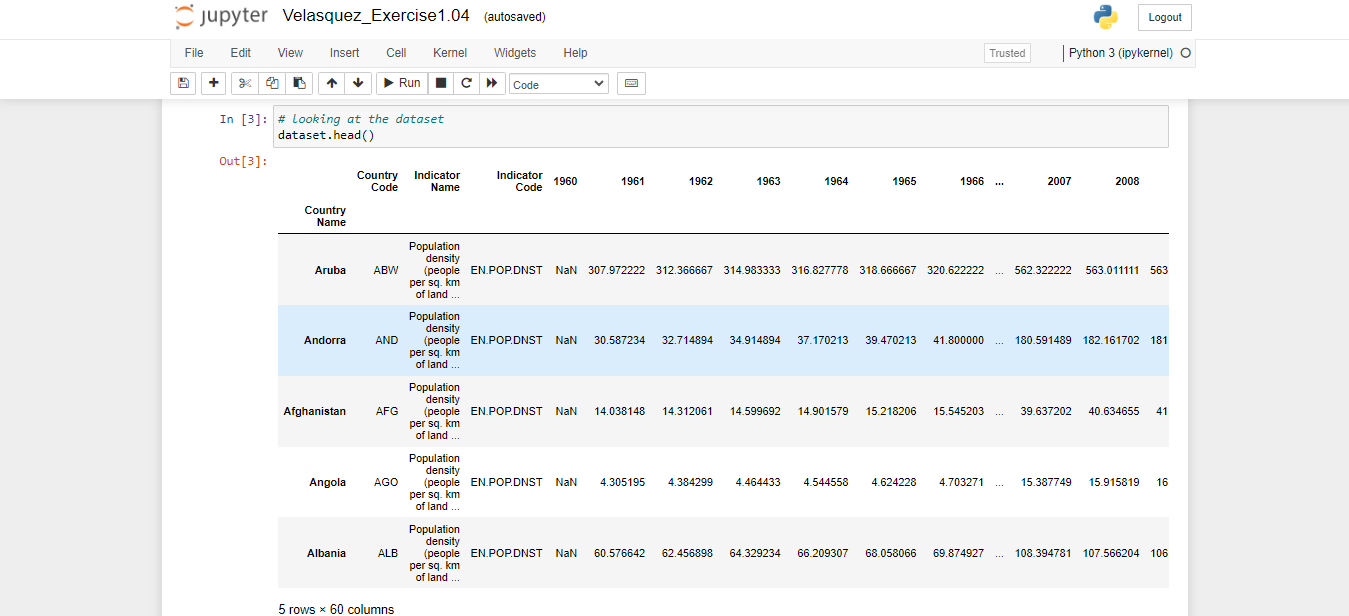 jupyter Velasquez_Exercise1.04 (autosaved) Logout
File Edit View Insert Cell Kernel Widgets Help Trusted Python 3 (ipykernel)
Run Code
In [3]: # looking at the dataset
dataset.head()
Out[3]:
Country Code Indicator Name Indicator Code 1960 1961 1962 1963 1964 1965 1966 ... 2007 2008
Country Name
Aruba ABW Population density (people per sq. km of land ... EN.POP.DNST NaN 307.972222 312.366667 314.983333 316.827778 318.666667 320.622222 ... 562.322222 563.011111 563
Andorra AND Population density (people per sq. km of land ... EN.POP.DNST NaN 30.587234 32.714894 34.914894 37.170213 39.470213 41.800000 ... 180.591489 182.161702 181
Afghanistan AFG Population density (people per sq. km of land ... EN.POP.DNST NaN 14.038148 14.312061 14.599692 14.901579 15.218206 15.545203 ... 39.637202 40.634655 41
Angola AGO Population density (people per sq. km of land ... EN.POP.DNST NaN 4.305195 4.384299 4.464433 4.544558 4.624228 4.703271 ... 15.387749 15.915819 16
Albania ALB Population density (people per sq. km of land ... EN.POP.DNST NaN 60.576642 62.456898 64.329234 66.209307 68.058066 69.874927 ... 108.394781 107.566204 106
5 rows × 60 columns